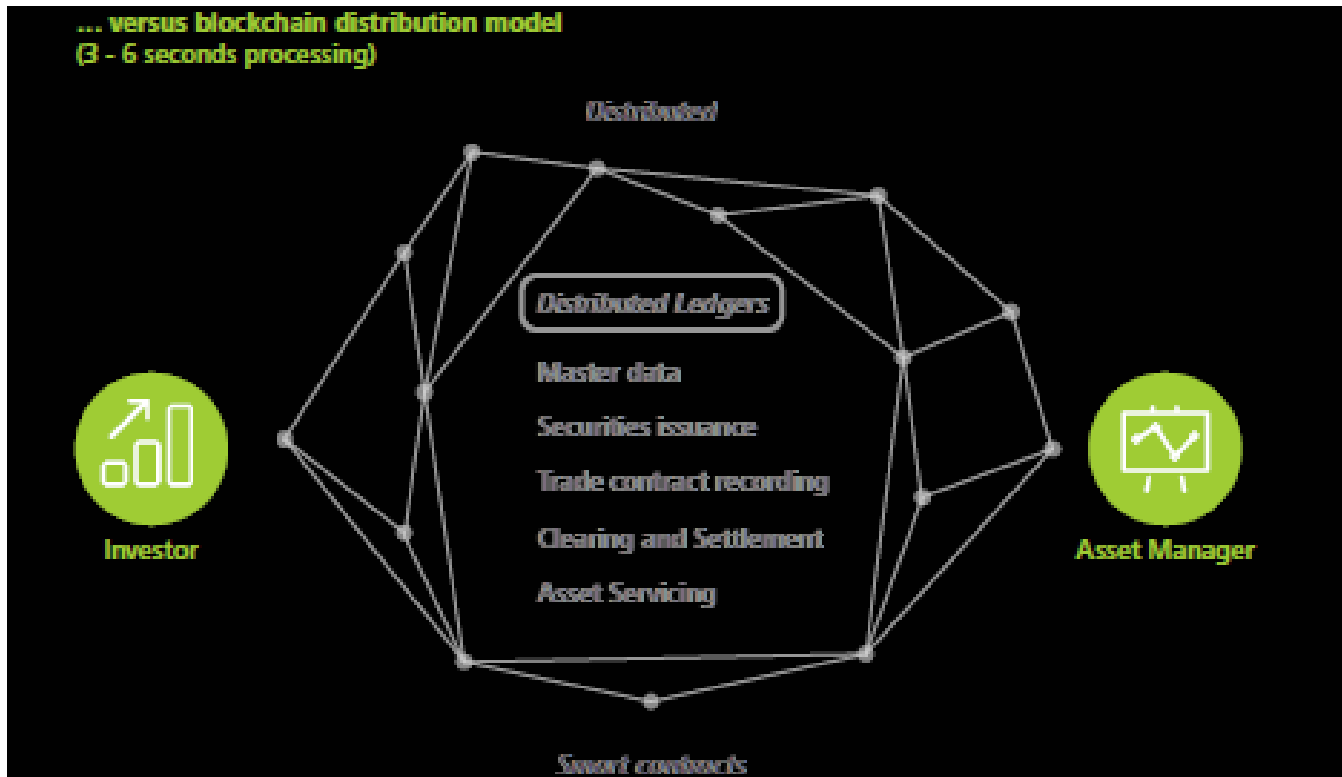 ... versus blockchain distribution model
(3 - 6 seconds processing)
Distributed
Distributed Ledgers
Master data
Securities issuance
Trade contract recording
Clearing and Settlement
Asset Servicing
Investor
Asset Manager
Smart contracts